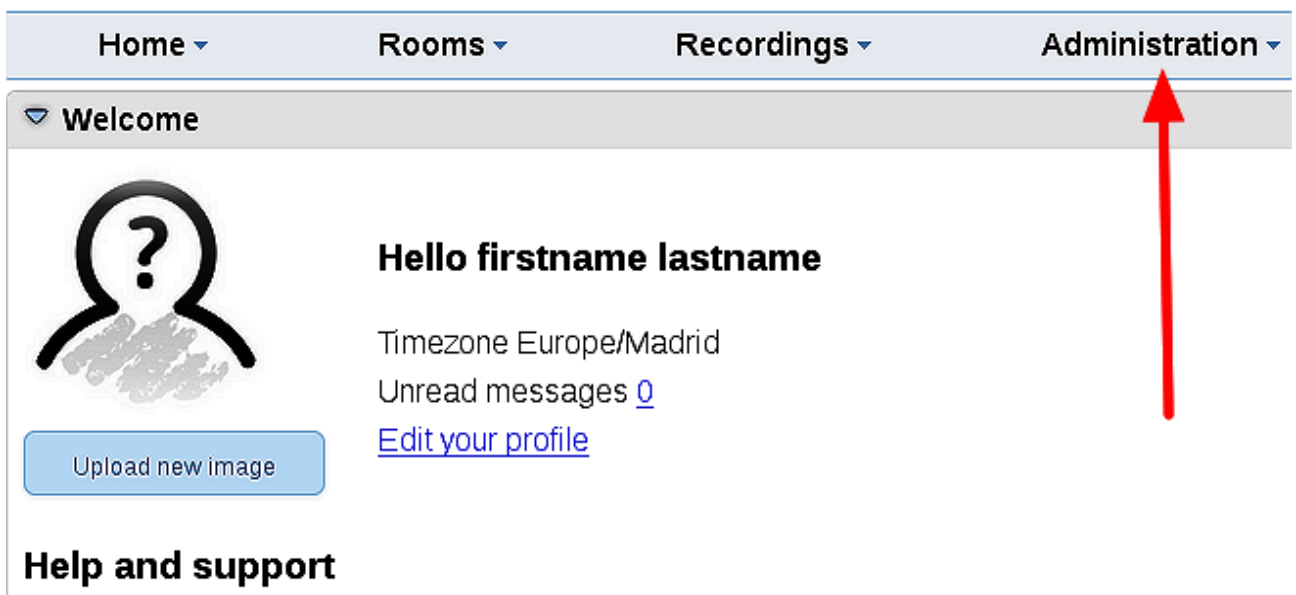 Home Rooms Recordings Administration
Welcome
?
Hello firstname lastname
Timezone Europe/Madrid
Unread messages 0
Edit your profile
Upload new image
Help and support